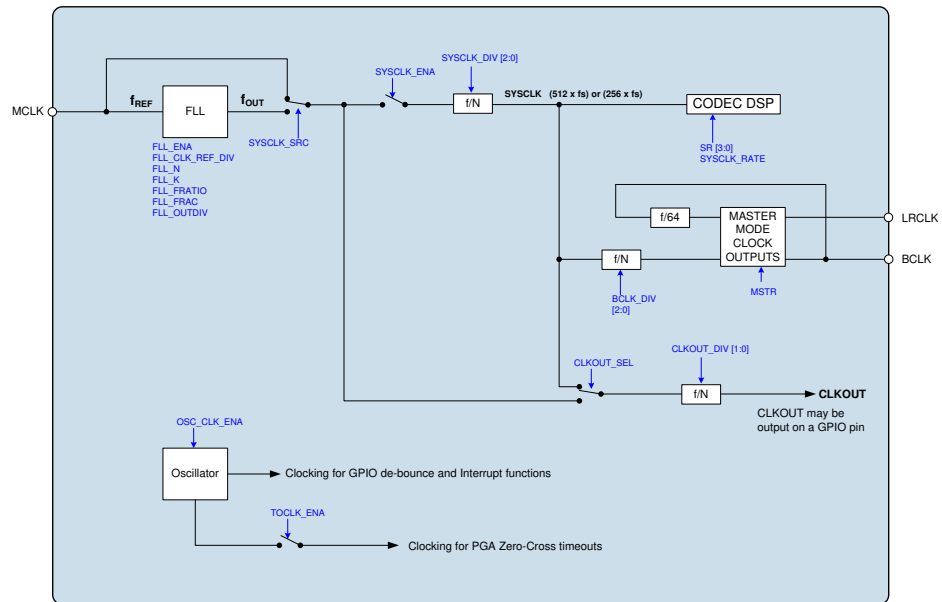 SYSCLK_DIV [2:0]
SYSCLK_ENA
MCLK
fREF
FLL
fOUT
f/N
SYSCLK (512 x fs) or (256 x fs)
CODEC DSP
SYSCLK_SRC
FLL_ENA
FLL_CLK_REF_DIV
FLL_N
FLL_K
FLL_FRATIO
FLL_FRAC
FLL_OUTDIV
SR [3:0]
SYSCLK_RATE
f/64
MASTER
MODE
CLOCK
OUTPUTS
LRCLK
BCLK
f/N
BCLK_DIV
[2:0]
MSTR
CLKOUT_SEL
CLKOUT_DIV [1:0]
f/N
CLKOUT
CLKOUT may be
output on a GPIO pin
OSC_CLK_ENA
Oscillator
Clocking for GPIO de-bounce and Interrupt functions
TOCLK_ENA
Clocking for PGA Zero-Cross timeouts